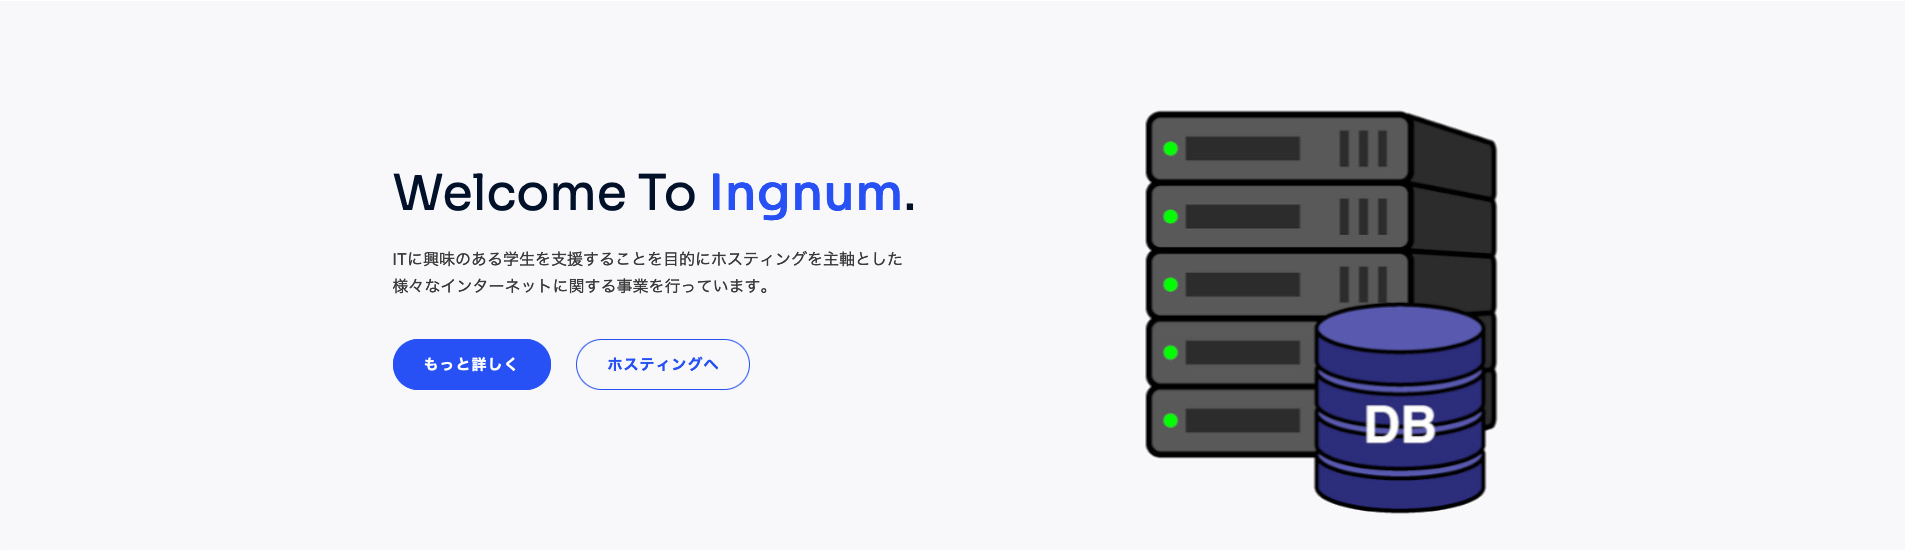 Welcome To Ingnum.
ITに興味のある学生を支援することを目的にホスティングを主軸とした
様々なインターネットに関する事業を行っています。
もっと詳しく
ホスティングへ
DB